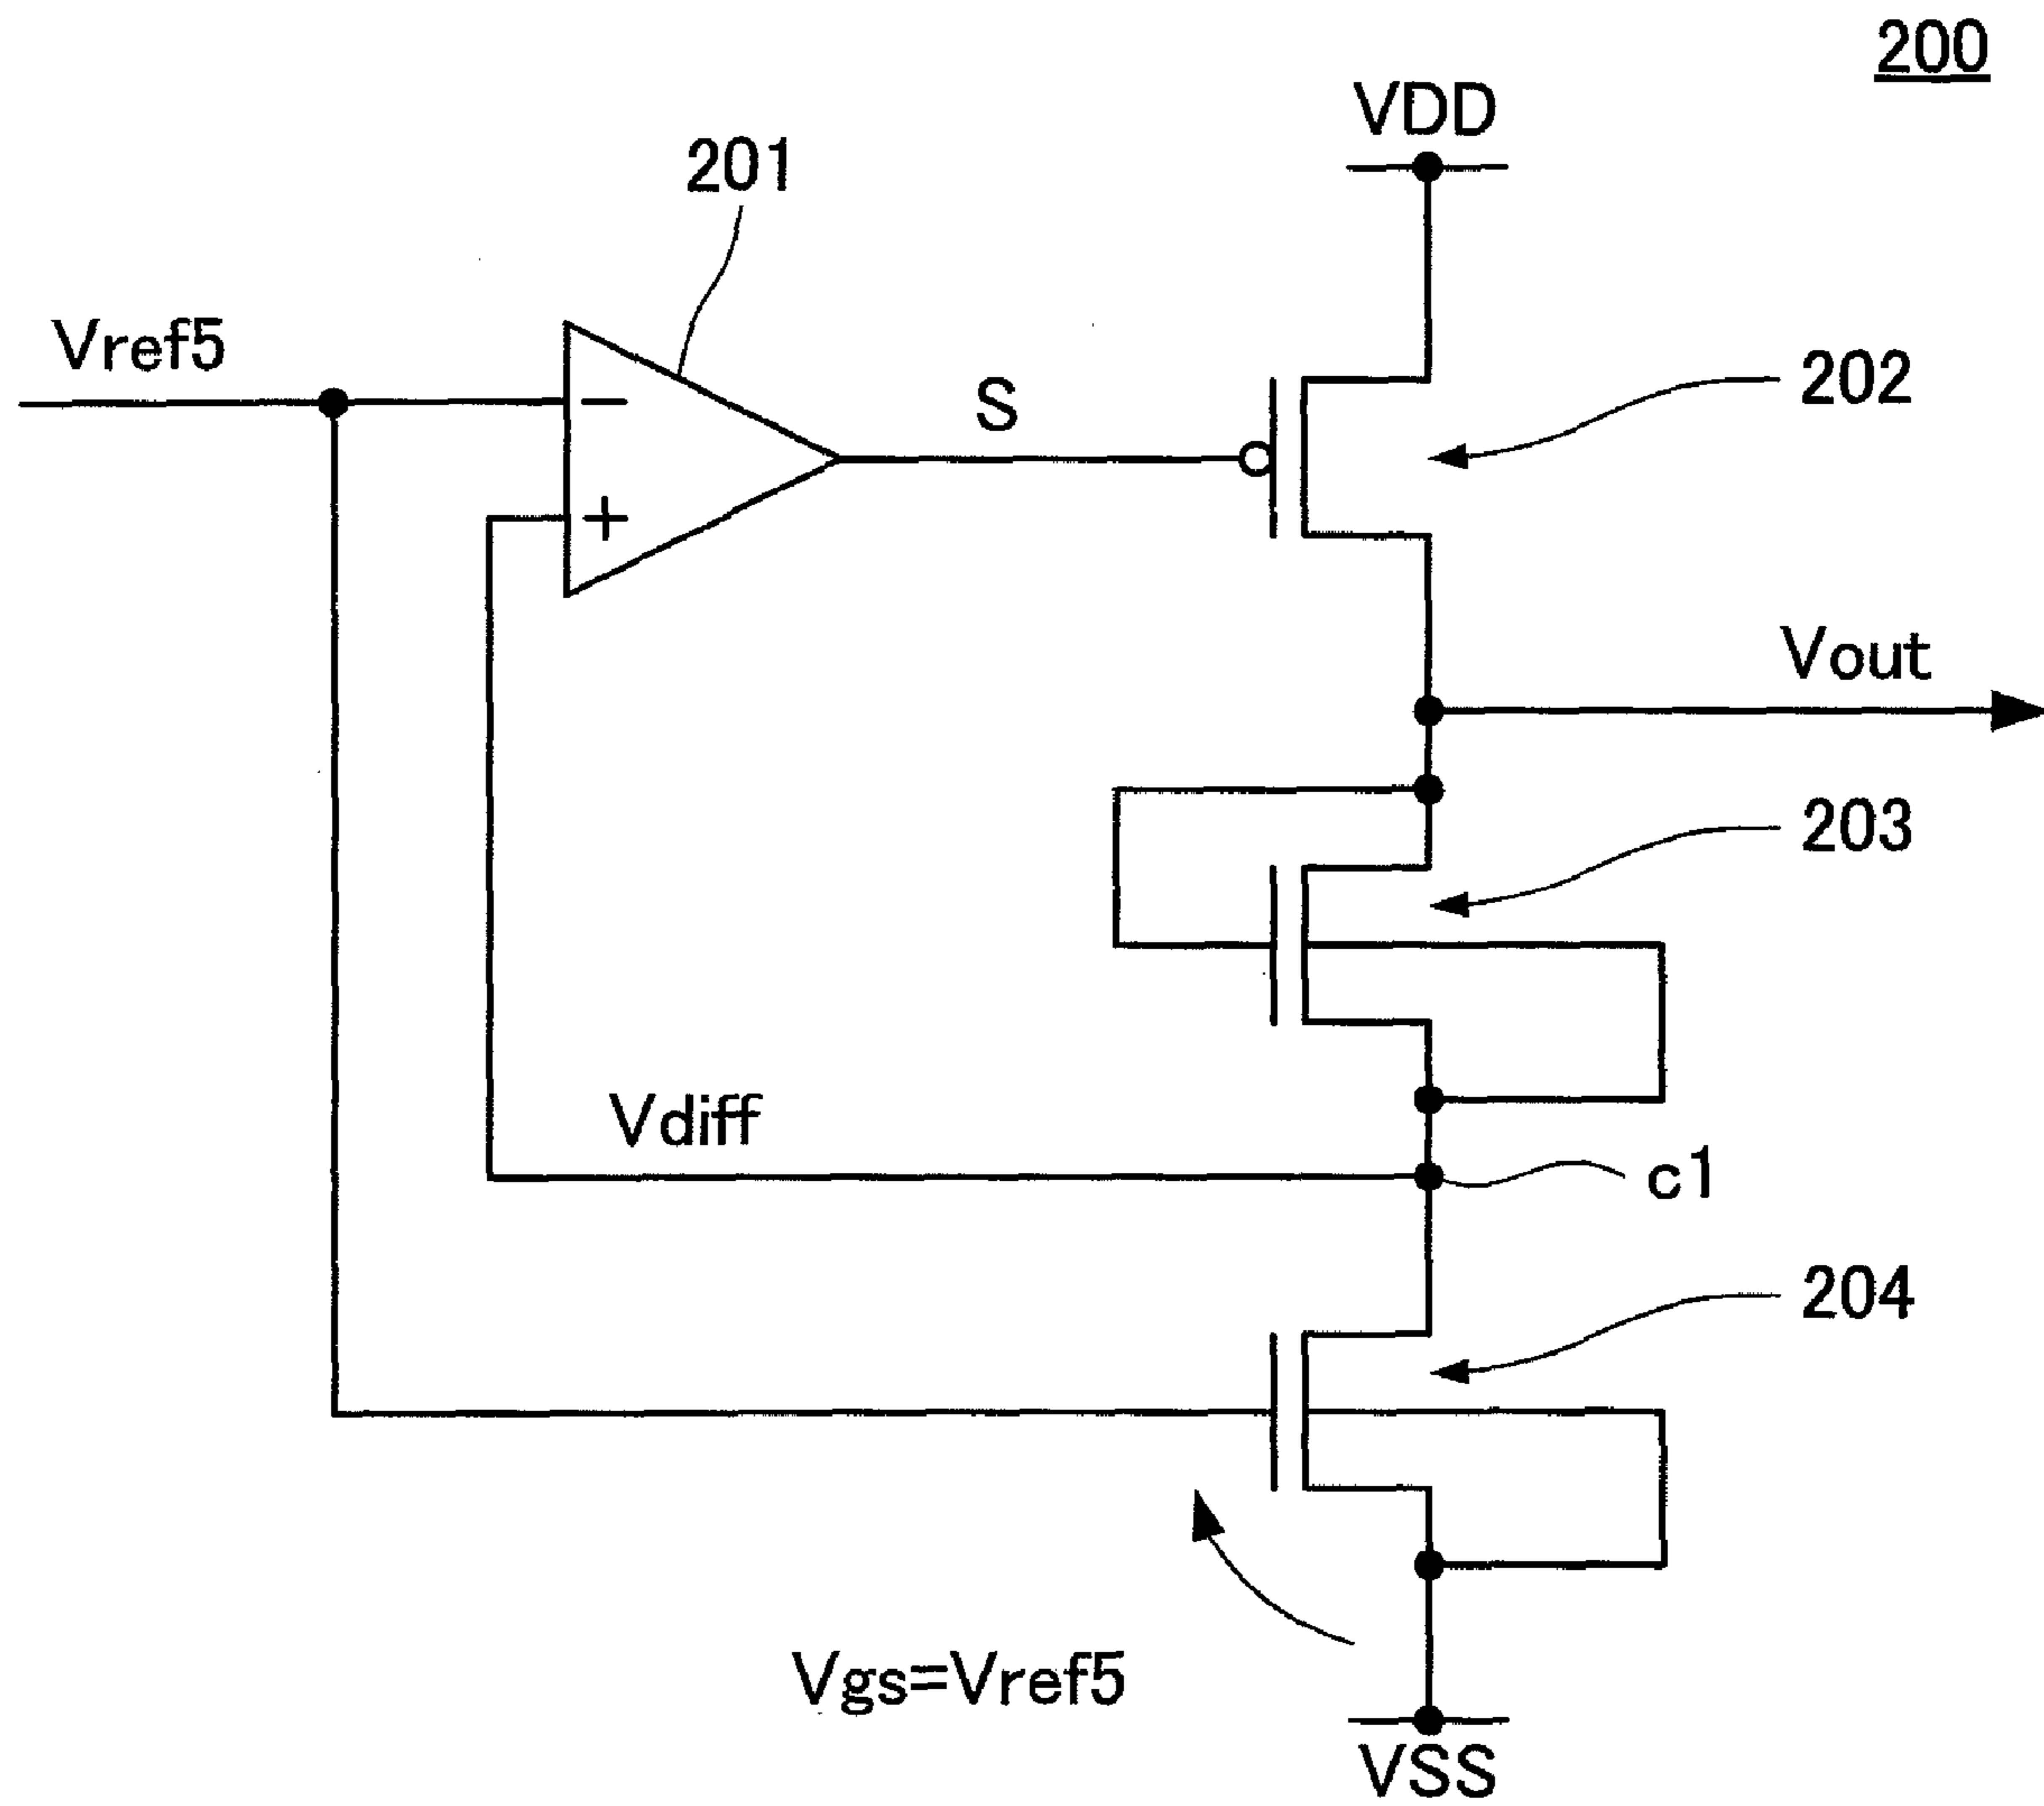 200
VDD
201
Vref5
−
S
202
+
Vout
203
Vdiff
c1
204
Vgs=Vref5
VSS